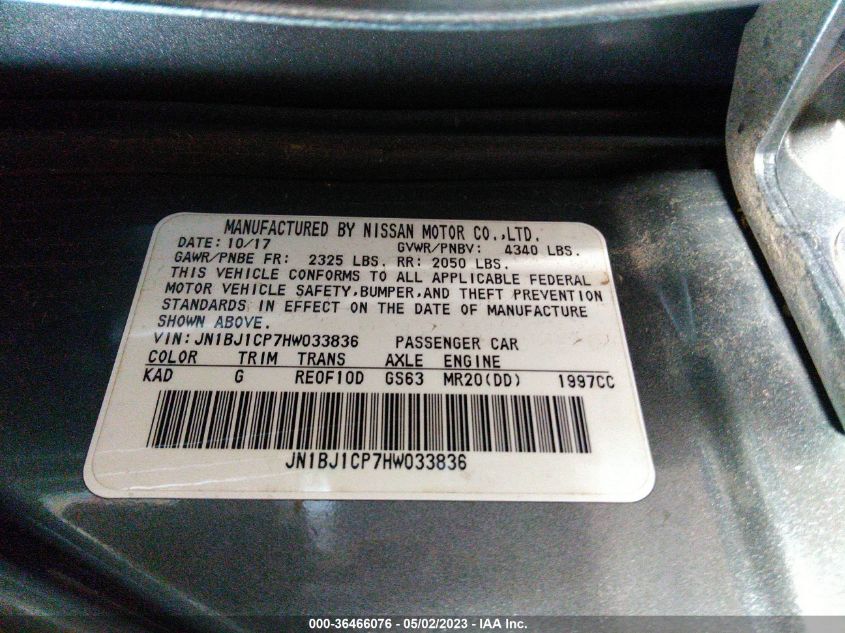 MANUFACTURED BY NISSAN MOTOR CO.,LTD.
DATE: 10/17 GVWR/PNBV: 4340 LBS.
GAWR/PNBE FR: 2325 LBS. RR: 2050 LBS.
THIS VEHICLE CONFORMS TO ALL APPLICABLE FEDERAL
MOTOR VEHICLE SAFETY,BUMPER,AND THEFT PREVENTION
STANDARDS IN EFFECT ON THE DATE OF MANUFACTURE
SHOWN ABOVE.
VIN: JN1BJ1CP7HW033836 PASSENGER CAR
COLOR TRIM TRANS AXLE ENGINE
KAD G RE0F10D GS63 MR20(DD) 1997CC
JN1BJ1CP7HW033836
000-36466076 - 05/02/2023 - IAA Inc.